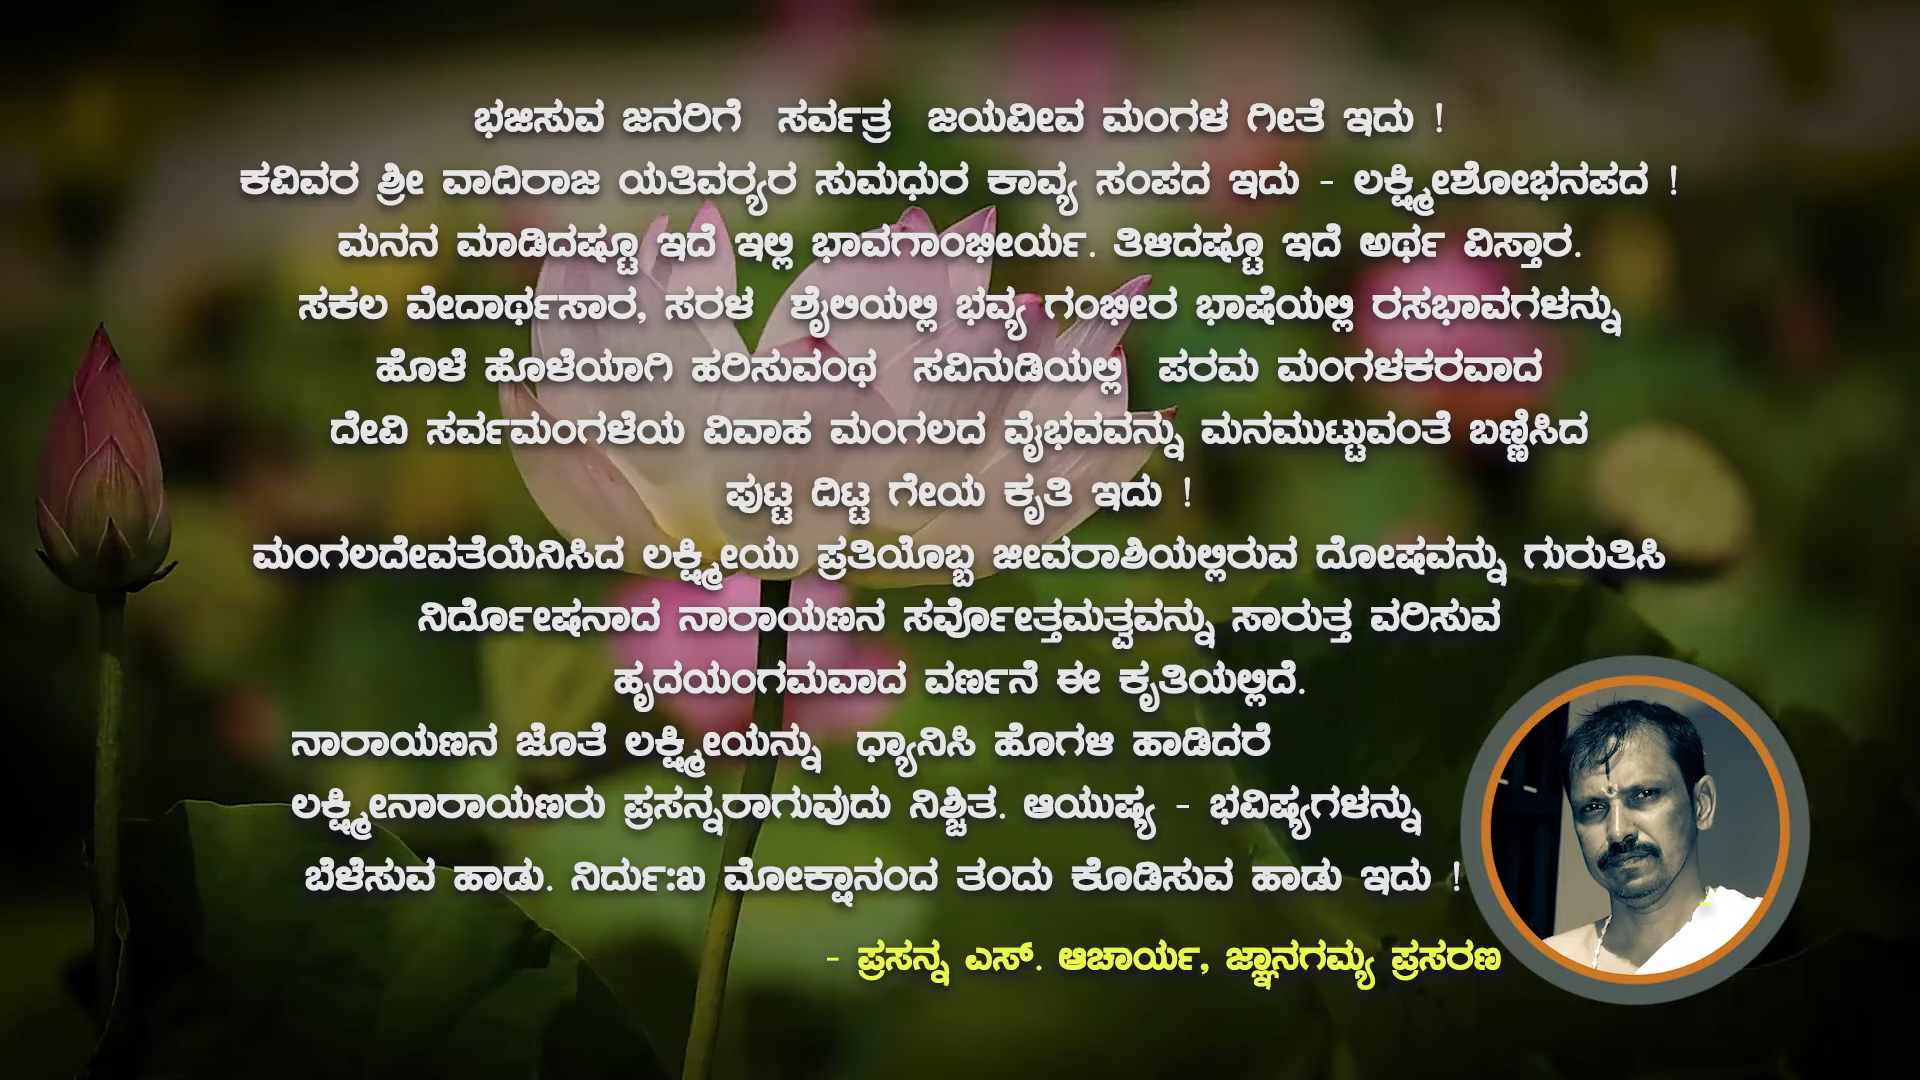 ಭಜಿಸುವ ಜನರಿಗೆ ಸರ್ವತ್ರ ಜಯವೀವ ಮಂಗಳ ಗೀತೆ ಇದು !
ಕವಿವರ ಶ್ರೀ ವಾದಿರಾಜ ಯತಿವರ‍್ಯರ ಸುಮಧುರ ಕಾವ್ಯ ಸಂಪದ ಇದು - ಲಕ್ಷ್ಮೀಶೋಭನಪದ !
ಮನನ ಮಾಡಿದಷ್ಟೂ ಇದೆ ಇಲ್ಲಿ ಭಾವಗಾಂಭೀರ್ಯ. ತಿಳಿದಷ್ಟೂ ಇದೆ ಅರ್ಥ ವಿಸ್ತಾರ.
ಸಕಲ ವೇದಾರ್ಥಸಾರ, ಸರಳ ಶೈಲಿಯಲ್ಲಿ ಭವ್ಯ ಗಂಭೀರ ಭಾಷೆಯಲ್ಲಿ ರಸಭಾವಗಳನ್ನು
ಹೊಳೆ ಹೊಳೆಯಾಗಿ ಹರಿಸುವಂಥ ಸವಿನುಡಿಯಲ್ಲಿ ಪರಮ ಮಂಗಳಕರವಾದ
ದೇವಿ ಸರ್ವಮಂಗಳೆಯ ವಿವಾಹ ಮಂಗಲದ ವೈಭವವನ್ನು ಮನಮುಟ್ಟುವಂತೆ ಬಣ್ಣಿಸಿದ
ಪುಟ್ಟ ದಿಟ್ಟ ಗೇಯ ಕೃತಿ ಇದು !
ಮಂಗಲದೇವತೆಯೆನಿಸಿದ ಲಕ್ಷ್ಮೀಯು ಪ್ರತಿಯೊಬ್ಬ ಜೀವರಾಶಿಯಲ್ಲಿರುವ ದೋಷವನ್ನು ಗುರುತಿಸಿ
ನಿರ್ದೋಷನಾದ ನಾರಾಯಣನ ಸರ್ವೋತ್ತಮತ್ವವನ್ನು ಸಾರುತ್ತ ವರಿಸುವ
ಹೃದಯಂಗಮವಾದ ವರ್ಣನೆ ಈ ಕೃತಿಯಲ್ಲಿದೆ.
ನಾರಾಯಣನ ಜೊತೆ ಲಕ್ಷ್ಮೀಯನ್ನು ಧ್ಯಾನಿಸಿ ಹೊಗಳಿ ಹಾಡಿದರೆ
ಲಕ್ಷ್ಮೀನಾರಾಯಣರು ಪ್ರಸನ್ನರಾಗುವುದು ನಿಶ್ಚಿತ. ಆಯುಷ್ಯ - ಭವಿಷ್ಯಗಳನ್ನು
ಬೆಳೆಸುವ ಹಾಡು. ನಿರ್ದುಃಖ ಮೋಕ್ಷಾನಂದ ತಂದು ಕೊಡಿಸುವ ಹಾಡು ಇದು !
- ಪ್ರಸನ್ನ ಎಸ್. ಆಚಾರ್ಯ, ಜ್ಞಾನಗಮ್ಯ ಪ್ರಸರಣ